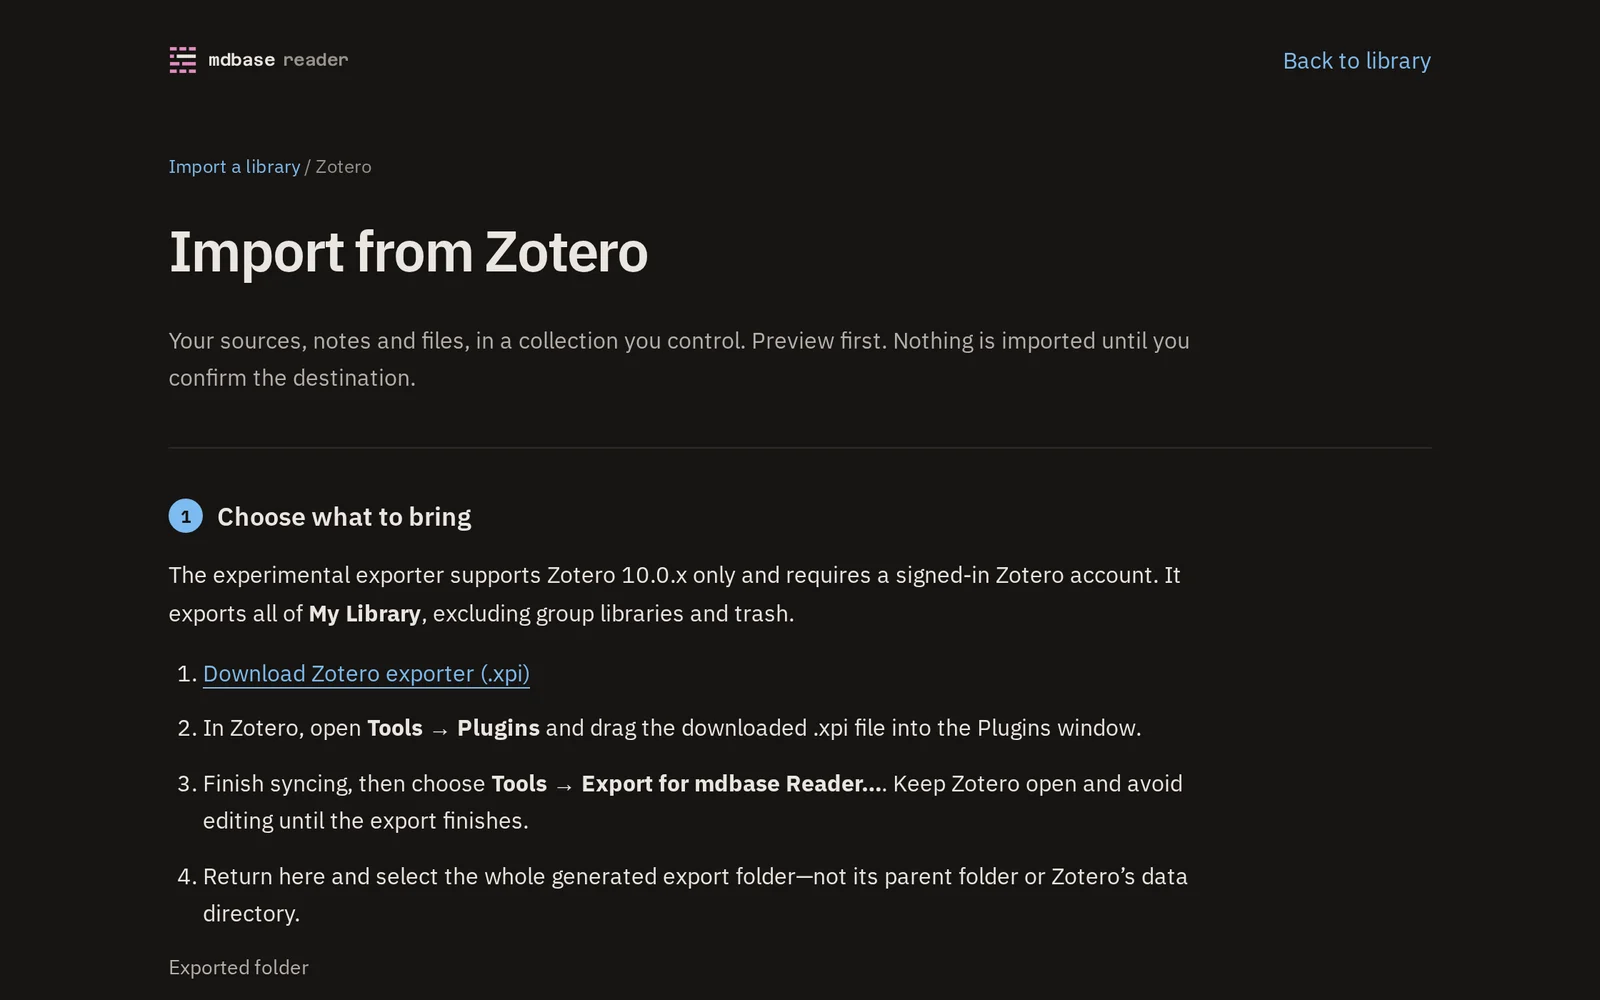 mdbase reader
Back to library
Import a library / Zotero
Import from Zotero
Your sources, notes and files, in a collection you control. Preview first. Nothing is imported until you
confirm the destination.
1 Choose what to bring
The experimental exporter supports Zotero 10.0.x only and requires a signed-in Zotero account. It
exports all of My Library, excluding group libraries and trash.
1. Download Zotero exporter (.xpi)
2. In Zotero, open Tools → Plugins and drag the downloaded .xpi file into the Plugins window.
3. Finish syncing, then choose Tools → Export for mdbase Reader.... Keep Zotero open and avoid
editing until the export finishes.
4. Return here and select the whole generated export folder—not its parent folder or Zotero’s data
directory.
Exported folder